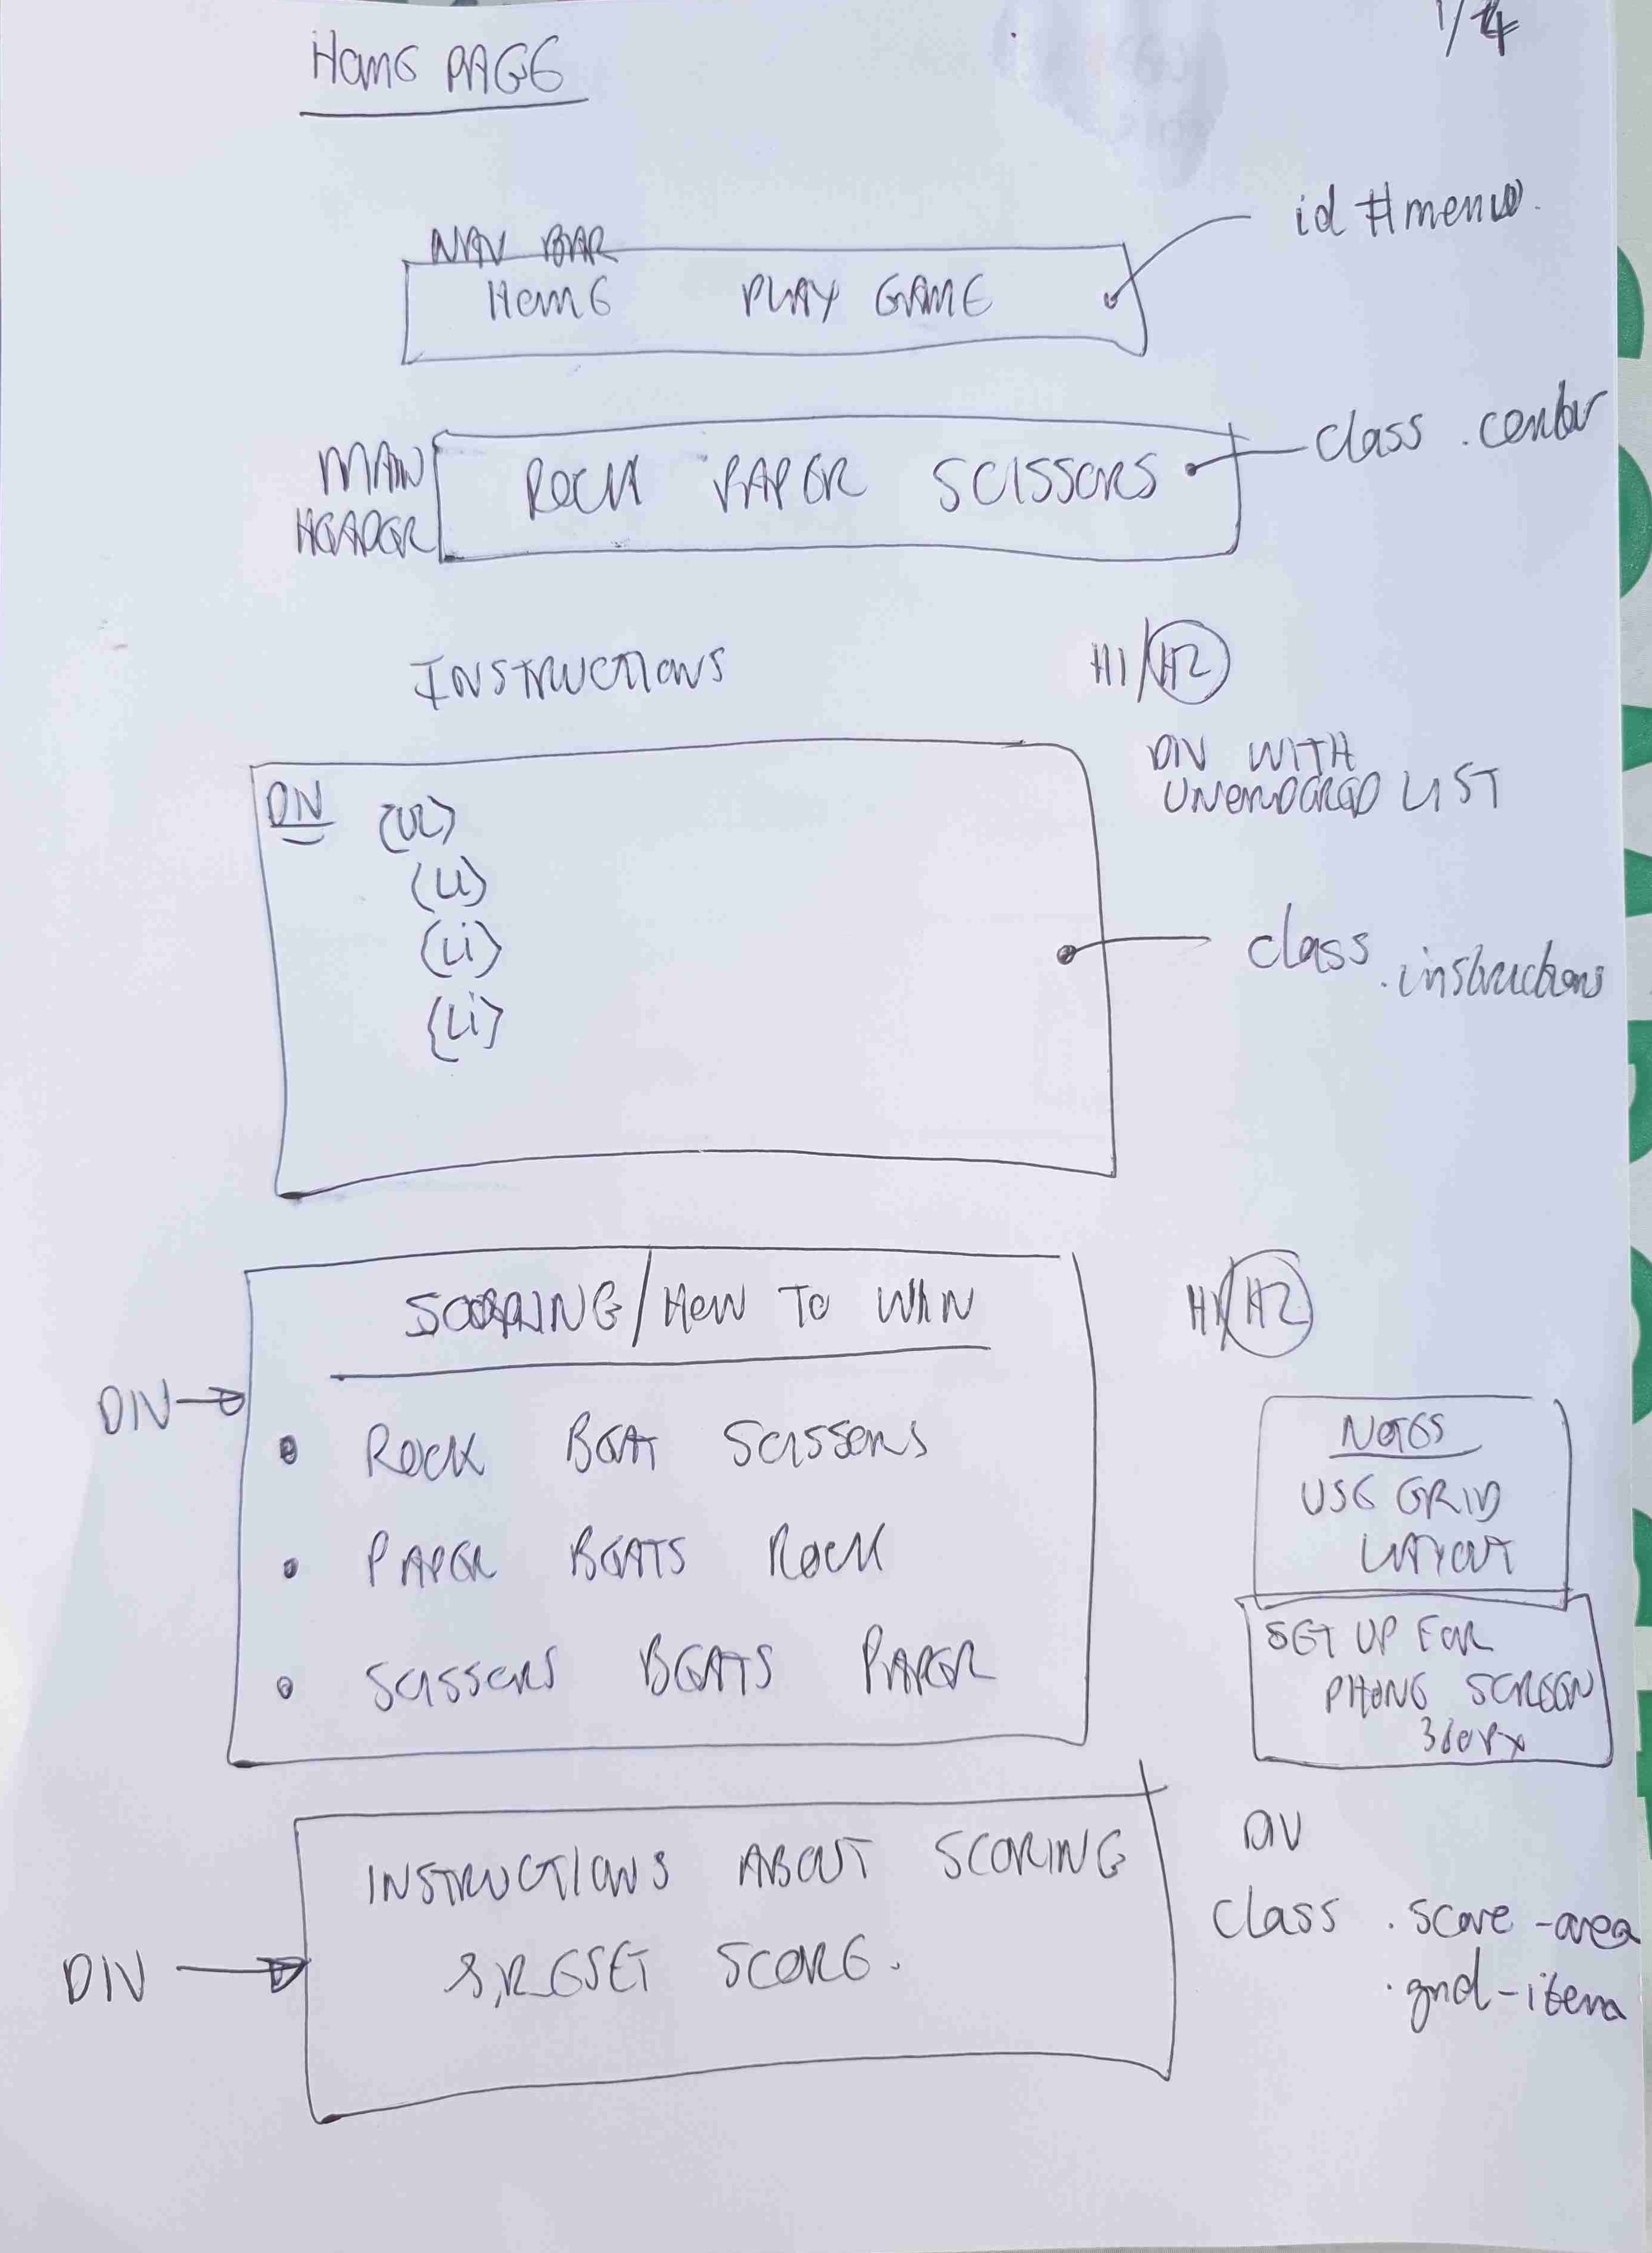 1/4
HOME PAGE
id #menu.
NAV BAR
HOME PLAY GAME
class .center
MAIN HEADER
ROCK PAPER SCISSORS
INSTRUCTIONS
H1/H2
DIV WITH
UNORDERED LIST
DIV
{UL}
{Li}
{Li}
{Li}
class
.instructions
SCORING/HOW TO WIN
H1/H2
DIV
• ROCK BEAT SCISSORS
• PAPER BEATS ROCK
• SCISSORS BEATS PAPER
NOTES
USE GRID
LAYOUT
SET UP FOR
PHONE SCREEN
360px
INSTRUCTIONS ABOUT SCORING
& RESET SCORE.
DIV
DIV
class .score-area
.grid-item